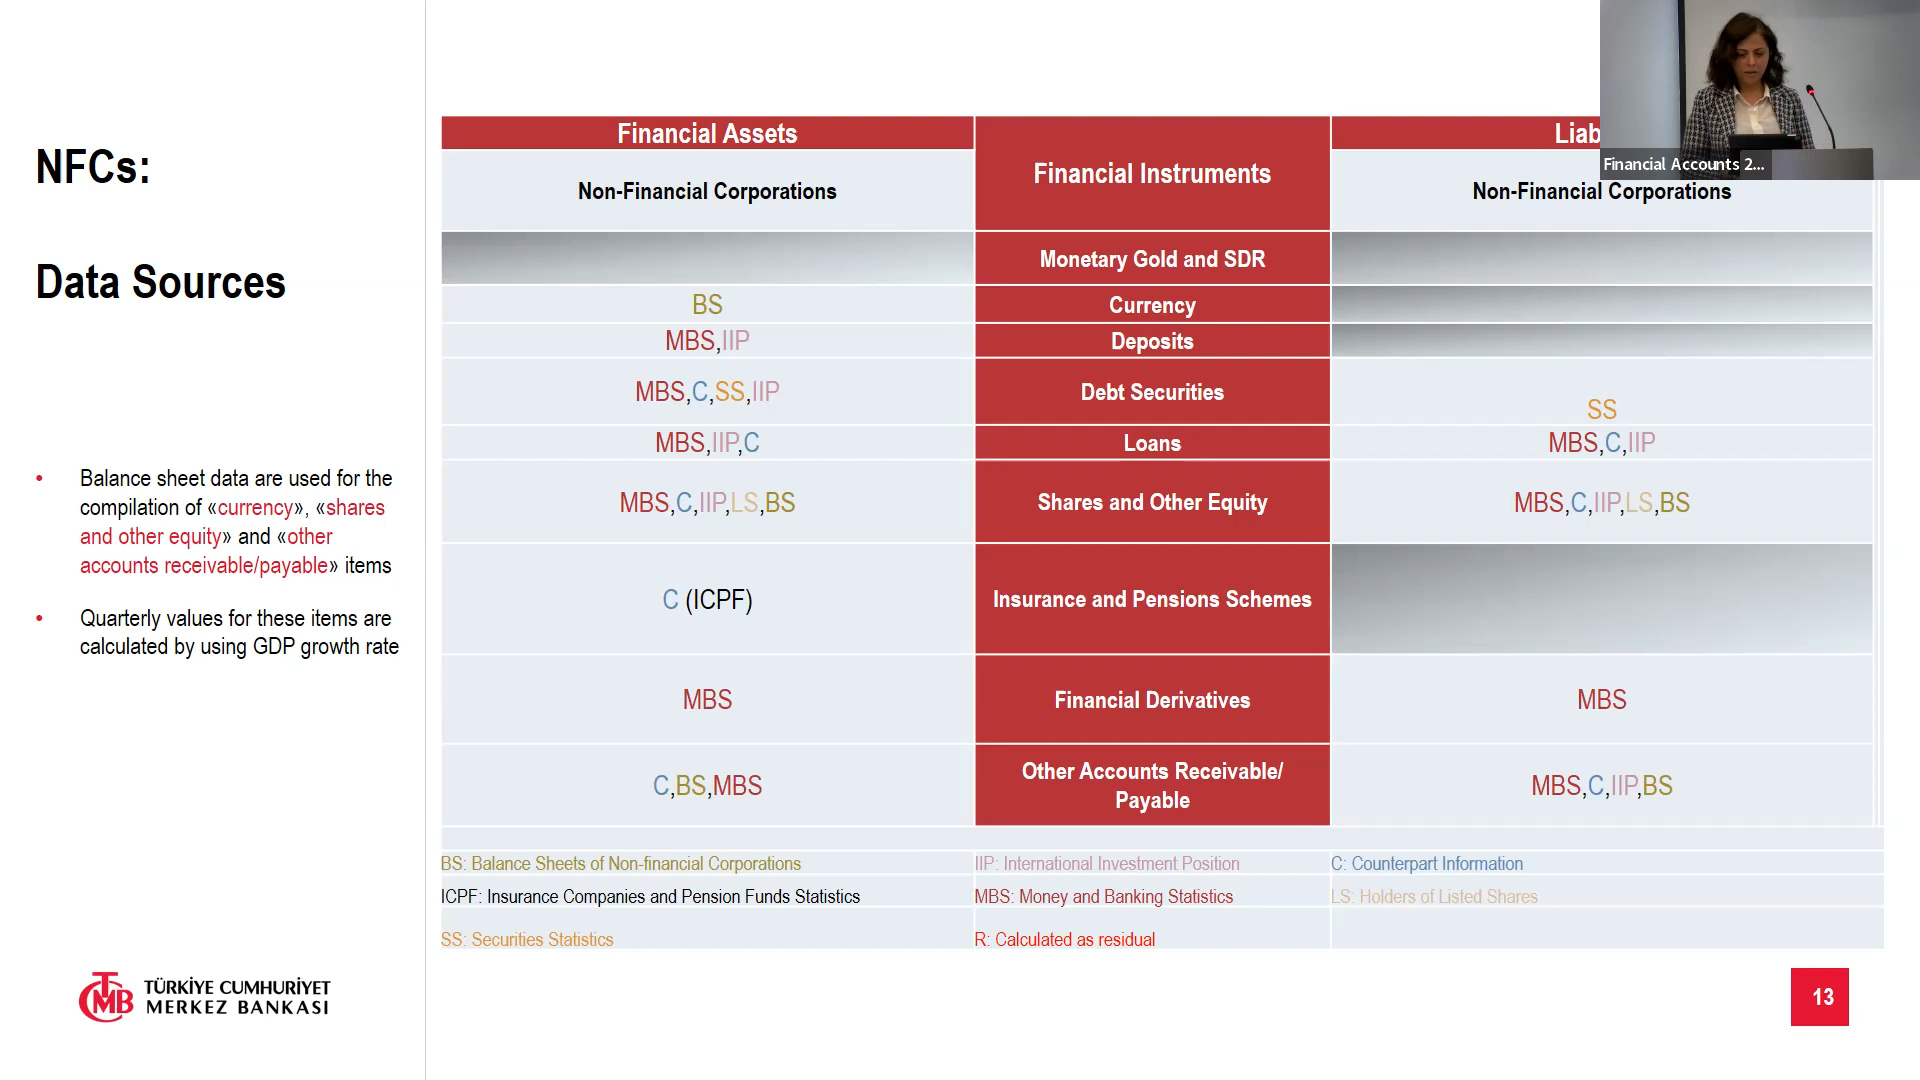 NFCs:
Data Sources
• Balance sheet data are used for the
compilation of «currency», «shares
and other equity» and «other
accounts receivable/payable» items
• Quarterly values for these items are
calculated by using GDP growth rate
TÜRKİYE CUMHURİYET
MERKEZ BANKASI
Financial Assets
Financial Instruments
Liab
Non-Financial Corporations
Non-Financial Corporations
Monetary Gold and SDR
BS
Currency
MBS,IIP
Deposits
MBS,C,SS,IIP
Debt Securities
SS
MBS,IIP,C
Loans
MBS,C,IIP
MBS,C,IIP,LS,BS
Shares and Other Equity
MBS,C,IIP,LS,BS
C (ICPF)
Insurance and Pensions Schemes
MBS
Financial Derivatives
MBS
C,BS,MBS
Other Accounts Receivable/
Payable
MBS,C,IIP,BS
BS: Balance Sheets of Non-financial Corporations
IIP: International Investment Position
C: Counterpart Information
ICPF: Insurance Companies and Pension Funds Statistics
MBS: Money and Banking Statistics
LS: Holders of Listed Shares
SS: Securities Statistics
R: Calculated as residual
Financial Accounts 2...
13